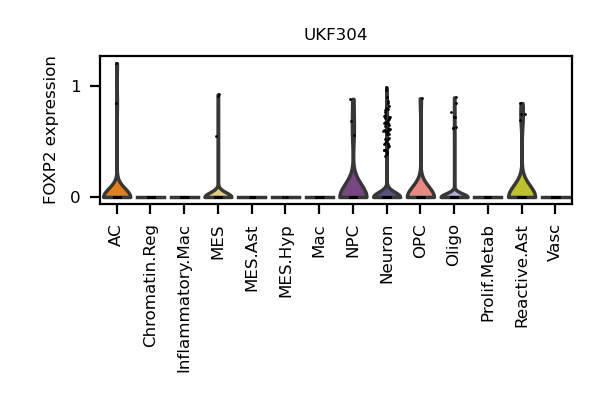 UKF304
FOXP2 expression
1
0
AC
Chromatin.Reg
Inflammatory.Mac
MES
MES.Ast
MES.Hyp
Mac
NPC
Neuron
OPC
Oligo
Prolif.Metab
Reactive.Ast
Vasc